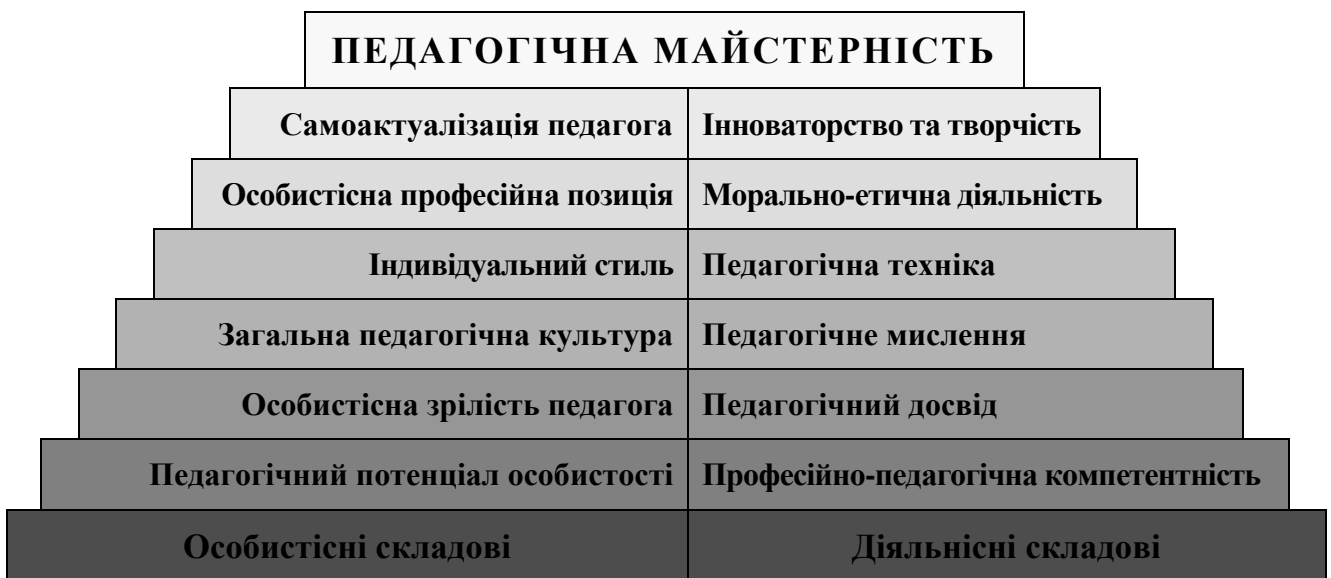 ПЕДАГОГІЧНА МАЙСТЕРНІСТЬ
Самоактуалізація педагога Інноваторство та творчість
Особистісна професійна позиція Морально-етична діяльність
Індивідуальний стиль Педагогічна техніка
Загальна педагогічна культура Педагогічне мислення
Особистісна зрілість педагога Педагогічний досвід
Педагогічний потенціал особистості Професійно-педагогічна компетентність
Особистісні складові Діяльнісні складові